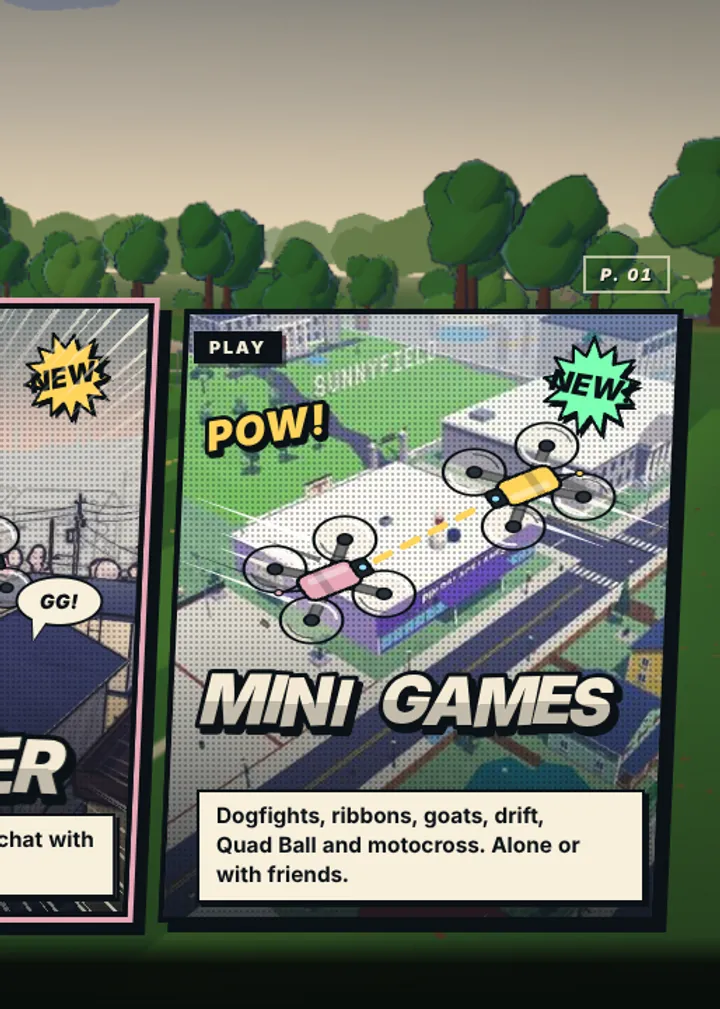 P. 01
NEW!
GG!
ER
chat with
PLAY
SUNNYFIEL
NEW!
POW!
MINI GAMES
Dogfights, ribbons, goats, drift,
Quad Ball and motocross. Alone or
with friends.